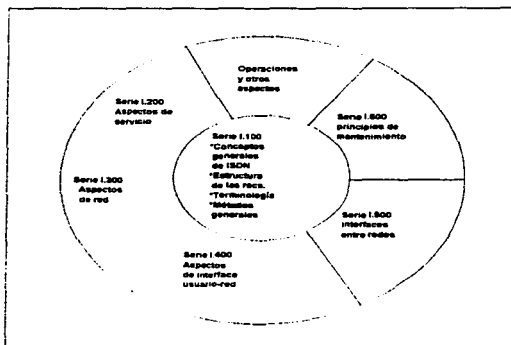 Operaciones
y otros
aspectos
Serie I.200
Aspectos de
servicio
Serie I.600
principios de
mantenimiento
Serie I.100
*Conceptos
generales
de ISDN
*Estructura
de las recs.
*Terminología
*Métodos
generales
Serie I.300
Aspectos
de red
Serie I.500
Interfaces
entre redes
Serie I.400
Aspectos
de interface
usuario-red